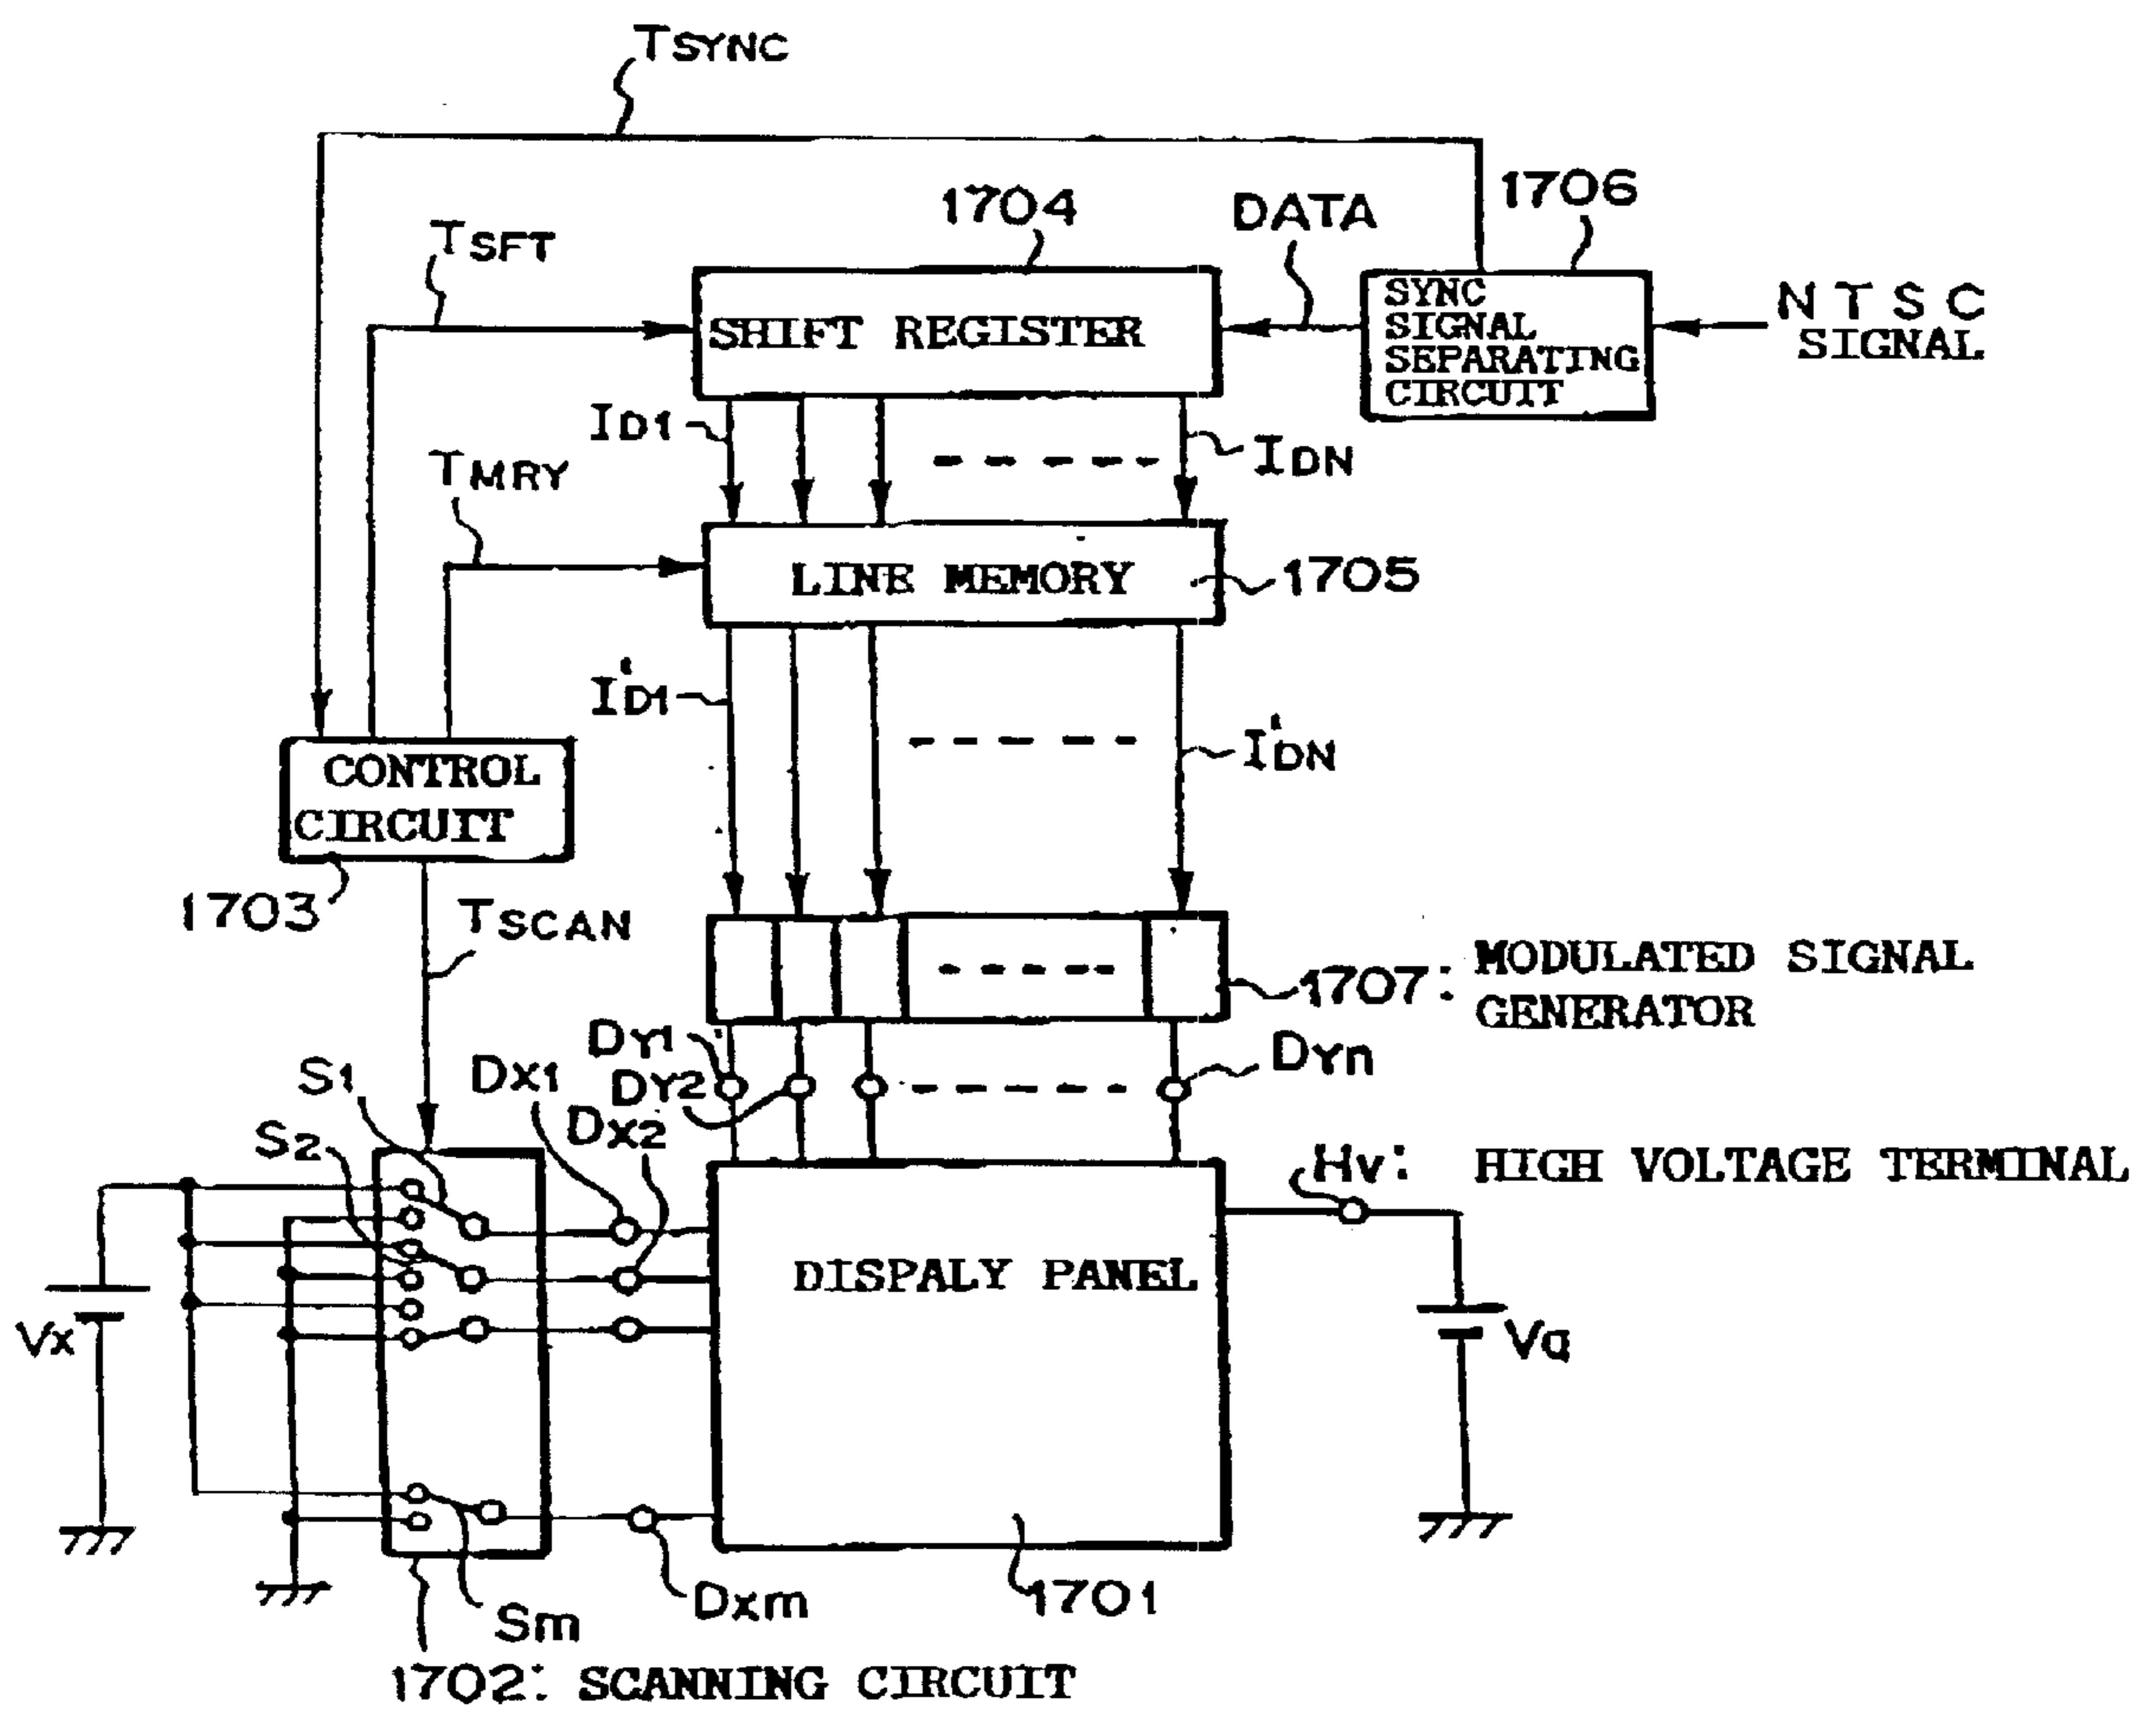 TSYNC
1704
DATA
1706
TSFT
SHIFT REGISTER
SYNC
SIGNAL
SEPARATING
CIRCUIT
N T S C
SIGNAL
ID1
IDN
TMRY
LINE MEMORY
1705
I'D1
I'DN
CONTROL
CIRCUIT
1703
TSCAN
1707: MODULATED SIGNAL
GENERATOR
DY1
DYn
S1
DX1
DY2
DX2
S2
Hv: HIGH VOLTAGE TERMINAL
DISPALY PANEL
Vx
Va
Dxm
1701
Sm
1702: SCANNING CIRCUIT